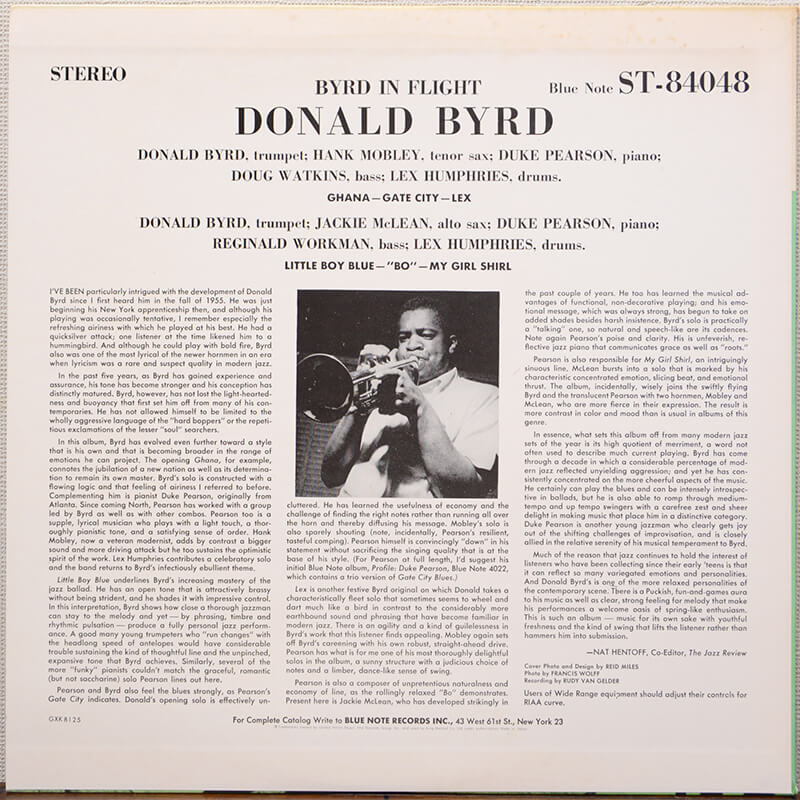 STEREO
BYRD IN FLIGHT
Blue Note ST-84048
DONALD BYRD
DONALD BYRD, trumpet; HANK MOBLEY, tenor sax; DUKE PEARSON, piano;
DOUG WATKINS, bass; LEX HUMPHRIES, drums.
GHANA—GATE CITY—LEX
DONALD BYRD, trumpet; JACKIE McLEAN, alto sax; DUKE PEARSON, piano;
REGINALD WORKMAN, bass; LEX HUMPHRIES, drums.
LITTLE BOY BLUE—"BO"—MY GIRL SHIRL
I'VE BEEN particularly intrigued with the development of Donald
Byrd since I first heard him in the fall of 1955. He was just
beginning his New York apprenticeship then, and although his
playing was occasionally tentative, I remember especially the
refreshing airiness with which he played at his best. He had a
quicksilver attack; one listener at the time likened him to a
hummingbird. And although he could play with bold fire, Byrd
also was one of the most lyrical of the newer hornmen in an era
when lyricism was a rare and suspect quality in modern jazz.
In the past five years, as Byrd has gained experience and
assurance, his tone has become stronger and his conception has
distinctly matured. Byrd, however, has not lost the light-hearted-
ness and buoyancy that first set him off from many of his con-
temporaries. He has not allowed himself to be limited to the
wholly aggressive language of the "hard boppers" or the repeti-
tious exclamations of the lesser "soul" searchers.
In this album, Byrd has evolved even further toward a style
that is his own and that is becoming broader in the range of
emotions he can project. The opening Ghana, for example,
connotes the jubilation of a new nation as well as its determina-
tion to remain its own master. Byrd's solo is constructed with a
flowing logic and that feeling of airiness I referred to before.
Complementing him is pianist Duke Pearson, originally from
Atlanta. Since coming North, Pearson has worked with a group
led by Byrd as well as with other combos. Pearson too is a
supple, lyrical musician who plays with a light touch, a thor-
oughly pianistic tone, and a satisfying sense of order. Hank
Mobley, now a veteran modernist, adds by contrast a bigger
sound and more driving attack but he too sustains the optimistic
spirit of the work. Lex Humphries contributes a celebratory solo
and the band returns to Byrd's infectiously ebullient theme.
Little Boy Blue underlines Byrd's increasing mastery of the
jazz ballad. He has an open tone that is attractively brassy
without being strident, and he shades it with impressive control.
In this interpretation, Byrd shows how close a thorough jazzman
can stay to the melody and yet — by phrasing, timbre and
rhythmic pulsation — produce a fully personal jazz perform-
ance. A good many young trumpeters who "run changes" with
the headlong speed of antelopes would have considerable
trouble sustaining the kind of thoughtful line and the unpinched,
expansive tone that Byrd achieves. Similarly, several of the
more "funky" pianists couldn't match the graceful, romantic
(but not saccharine) solo Pearson lines out here.
Pearson and Byrd also feel the blues strongly, as Pearson's
Gate City indicates. Donald's opening solo is effectively un-
cluttered. He has learned the usefulness of economy and the
challenge of finding the right notes rather than running all over
the horn and thereby diffusing his message. Mobley's solo is
also sparely shouting (note, incidentally, Pearson's resilient,
tasteful comping). Pearson himself is convincingly "down" in his
statement without sacrificing the singing quality that is at the
base of his style. (For Pearson at full length, I'd suggest his
initial Blue Note album, Profile: Duke Pearson, Blue Note 4022,
which contains a trio version of Gate City Blues.)
Lex is another festive Byrd original on which Donald takes a
characteristically fleet solo that sometimes seems to wheel and
dart much like a bird in contrast to the considerably more
earthbound sound and phrasing that have become familiar in
modern jazz. There is an agility and a kind of guilelessness in
Byrd's work that this listener finds appealing. Mobley again sets
off Byrd's careening with his own robust, straight-ahead drive.
Pearson has what is for me one of his most thoroughly delightful
solos in the album, a sunny structure with a judicious choice of
notes and a limber, dance-like sense of swing.
Pearson is also a composer of unpretentious naturalness and
economy of line, as the rollingly relaxed "Bo" demonstrates.
Present here is Jackie McLean, who has developed strikingly in
the past couple of years. He too has learned the musical ad-
vantages of functional, non-decorative playing; and his emo-
tional message, which was always strong, has begun to take on
added shades besides harsh insistence. Byrd's solo is practically
a "talking" one, so natural and speech-like are its cadences.
Note again Pearson's poise and clarity. His is unfeverish, re-
flective jazz piano that communicates grace as well as "roots."
Pearson is also responsible for My Girl Shirl, an intriguingly
sinuous line. McLean bursts into a solo that is marked by his
characteristic concentrated emotion, slicing beat, and emotional
thrust. The album, incidentally, wisely joins the swiftly flying
Byrd and the translucent Pearson with two hornmen, Mobley and
McLean, who are more fierce in their expression. The result is
more contrast in color and mood than is usual in albums of this
genre.
In essence, what sets this album off from many modern jazz
sets of the year is its high quotient of merriment, a word not
often used to describe much current playing. Byrd has come
through a decade in which a considerable percentage of mod-
ern jazz reflected unyielding aggression; and yet he has con-
sistently concentrated on the more cheerful aspects of the music.
He certainly can play the blues and can be intensely introspec-
tive in ballads, but he is also able to romp through medium-
tempo and up tempo swingers with a carefree zest and sheer
delight in making music that place him in a distinctive category.
Duke Pearson is another young jazzman who clearly gets joy
out of the shifting challenges of improvisation, and is closely
allied in the relative serenity of his musical temperament to Byrd.
Much of the reason that jazz continues to hold the interest of
listeners who have been collecting since their early 'teens is that
it can reflect so many variegated emotions and personalities.
And Donald Byrd's is one of the more relaxed personalities of
the contemporary scene. There is a Puckish, fun-and-games aura
to his music as well as clear, strong feeling for melody that make
his performances a welcome oasis of spring-like enthusiasm.
This is such an album — music for its own sake with youthful
freshness and the kind of swing that lifts the listener rather than
hammers him into submission.
—NAT HENTOFF, Co-Editor, The Jazz Review
Cover Photo and Design by REID MILES
Photo by FRANCIS WOLFF
Recording by RUDY VAN GELDER
Users of Wide Range equipment should adjust their controls for
RIAA curve.
GXK 8125
For Complete Catalog Write to BLUE NOTE RECORDS INC., 43 West 61st St., New York 23